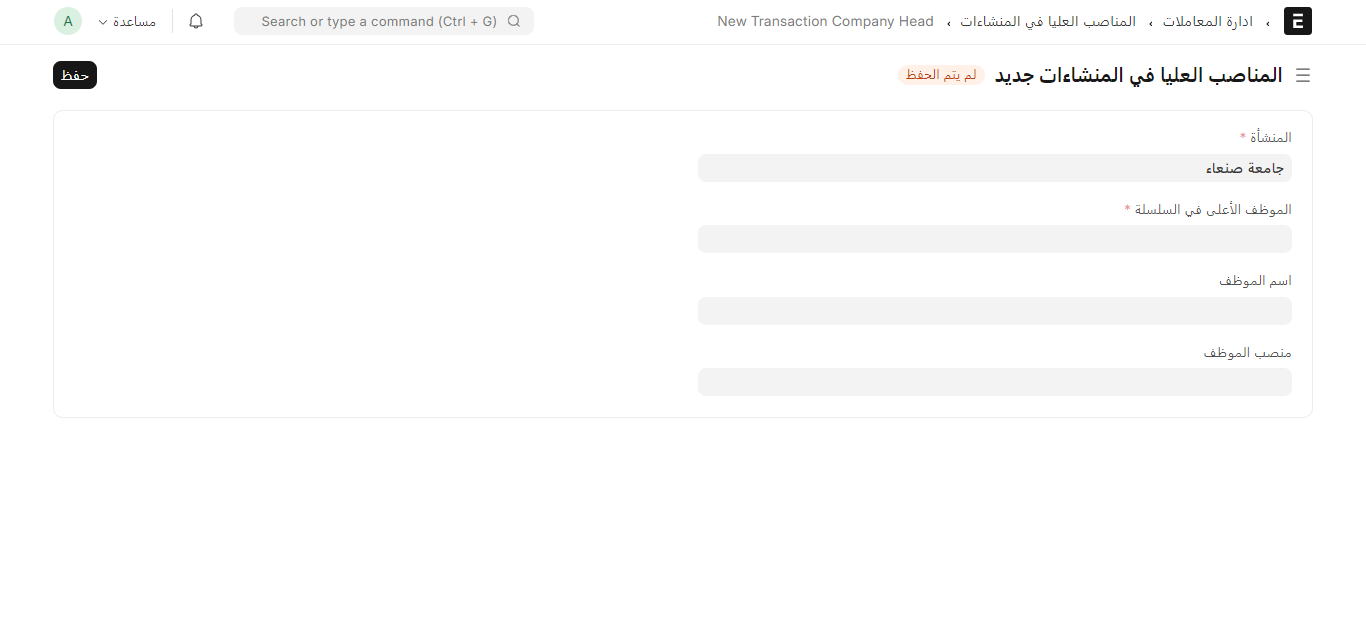 E › ادارة المعاملات › المناصب العليا في المنشاءات › New Transaction Company Head Search or type a command (Ctrl + G) مساعدة A
المناصب العليا في المنشاءات جديد لم يتم الحفظ حفظ
المنشأة *
جامعة صنعاء
الموظف الأعلى في السلسلة *
اسم الموظف
منصب الموظف